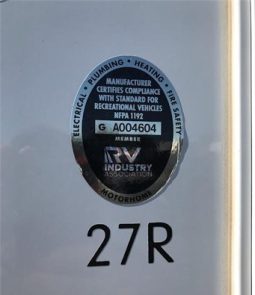 ELECTRICAL • PLUMBING • HEATING • FIRE SAFETY
MANUFACTURER
CERTIFIES COMPLIANCE
WITH STANDARD FOR
RECREATIONAL VEHICLES
NFPA 1192
G A004604
MEMBER
RV
INDUSTRY
ASSOCIATION
MOTORHOME
27R